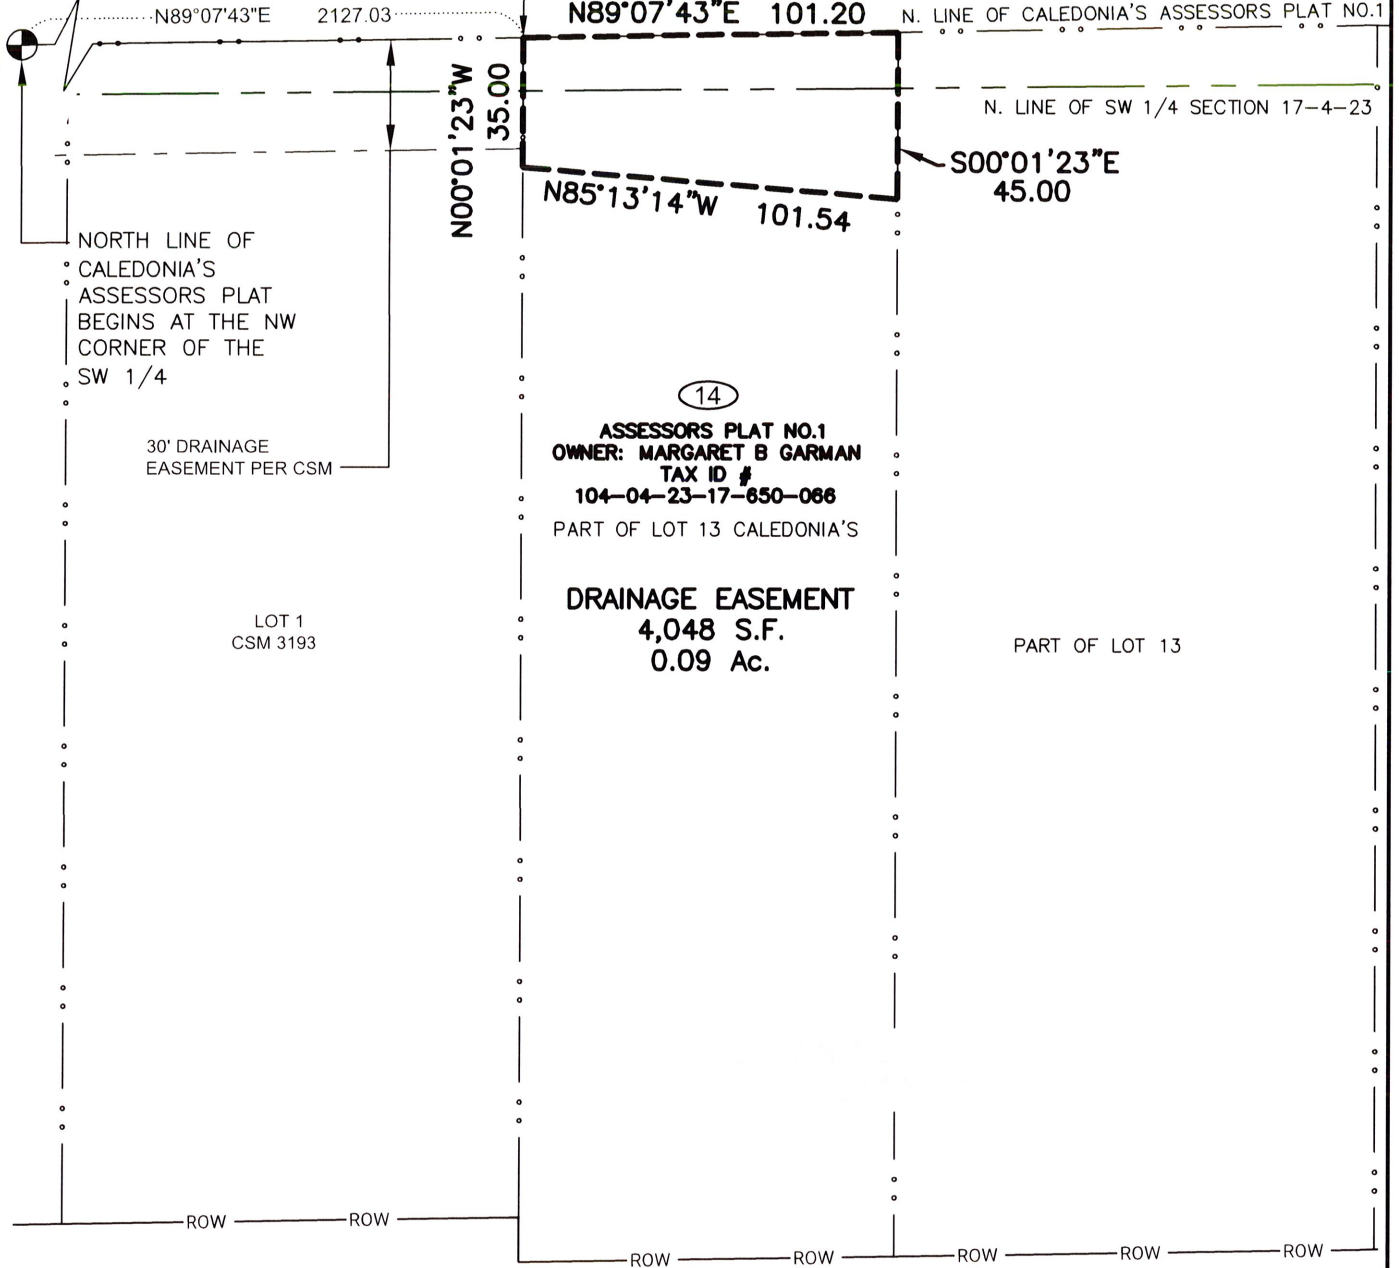 N89°07'43"E 2127.03
N89°07'43"E 101.20
N. LINE OF CALEDONIA'S ASSESSORS PLAT NO.1
N00°01'23"W
35.00
N. LINE OF SW 1/4 SECTION 17-4-23
S00°01'23"E
45.00
N85°13'14"W 101.54
NORTH LINE OF
CALEDONIA'S
ASSESSORS PLAT
BEGINS AT THE NW
CORNER OF THE
SW 1/4
30' DRAINAGE
EASEMENT PER CSM
14
ASSESSORS PLAT NO.1
OWNER: MARGARET B GARMAN
TAX ID #
104-04-23-17-650-066
PART OF LOT 13 CALEDONIA'S
DRAINAGE EASEMENT
4,048 S.F.
0.09 Ac.
LOT 1
CSM 3193
PART OF LOT 13
ROW ROW
ROW ROW ROW ROW ROW